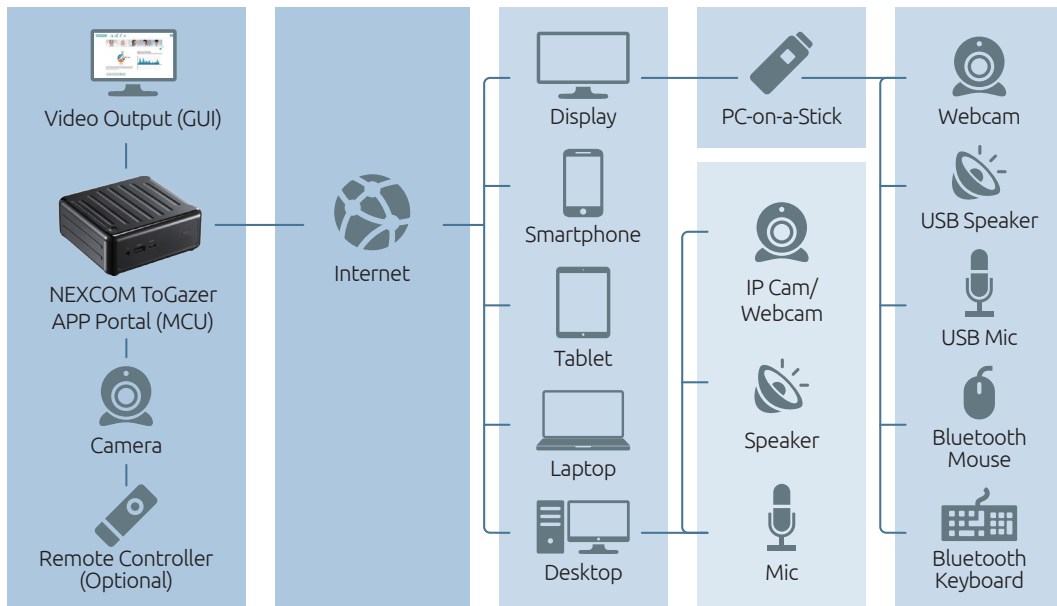 Video Output (GUI)
NEXCOM ToGazer
APP Portal (MCU)
Camera
Remote Controller
(Optional)
Internet
Display
Smartphone
Tablet
Laptop
Desktop
PC-on-a-Stick
IP Cam/
Webcam
Speaker
Mic
Webcam
USB Speaker
USB Mic
Bluetooth
Mouse
Bluetooth
Keyboard